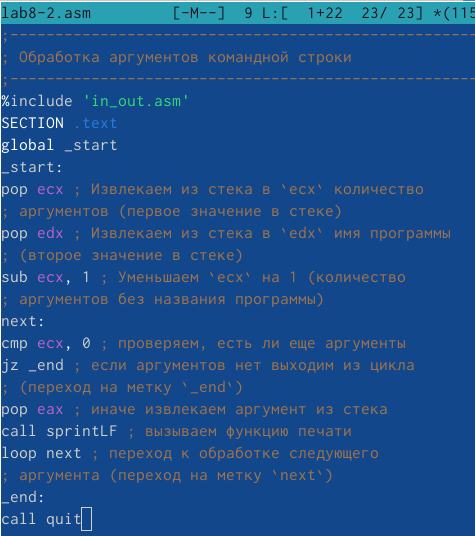 lab8-2.asm [-M--] 9 L:[ 1+22 23/ 23] *(115
;---------------------------------------------------
; Обработка аргументов командной строки
;---------------------------------------------------
%include 'in_out.asm'
SECTION .text
global _start
_start:
pop ecx ; Извлекаем из стека в `ecx` количество
; аргументов (первое значение в стеке)
pop edx ; Извлекаем из стека в `edx` имя программы
; (второе значение в стеке)
sub ecx, 1 ; Уменьшаем `ecx` на 1 (количество
; аргументов без названия программы)
next:
cmp ecx, 0 ; проверяем, есть ли еще аргументы
jz _end ; если аргументов нет выходим из цикла
; (переход на метку `_end`)
pop eax ; иначе извлекаем аргумент из стека
call sprintLF ; вызываем функцию печати
loop next ; переход к обработке следующего
; аргумента (переход на метку `next`)
_end:
call quit